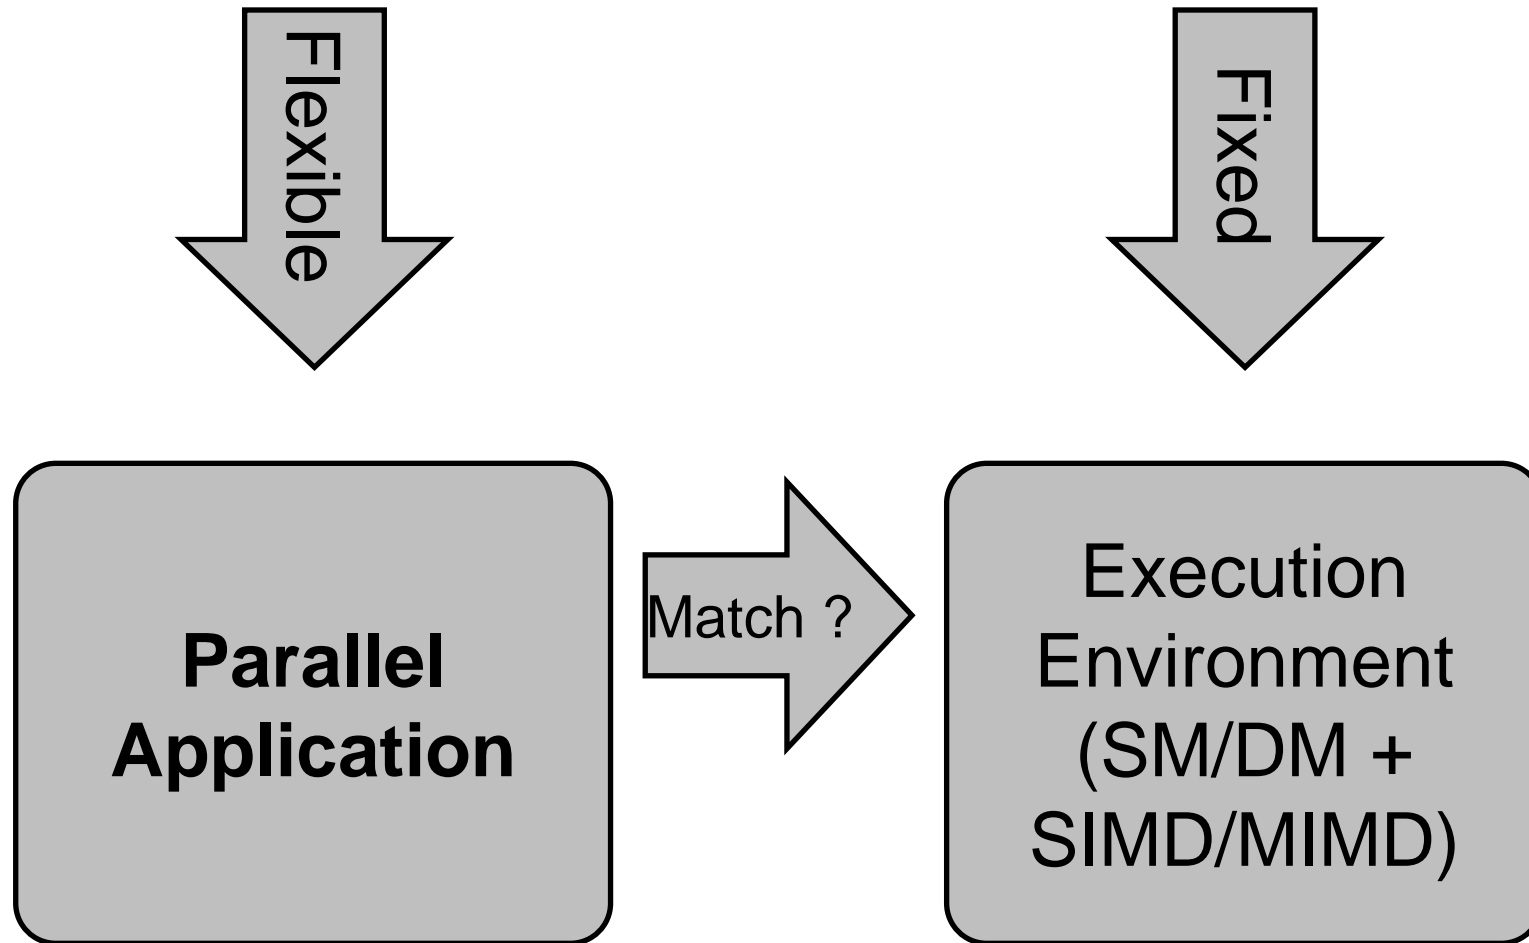 Flexible
Fixed
Parallel
Application
Match ?
Execution
Environment
(SM/DM +
SIMD/MIMD)